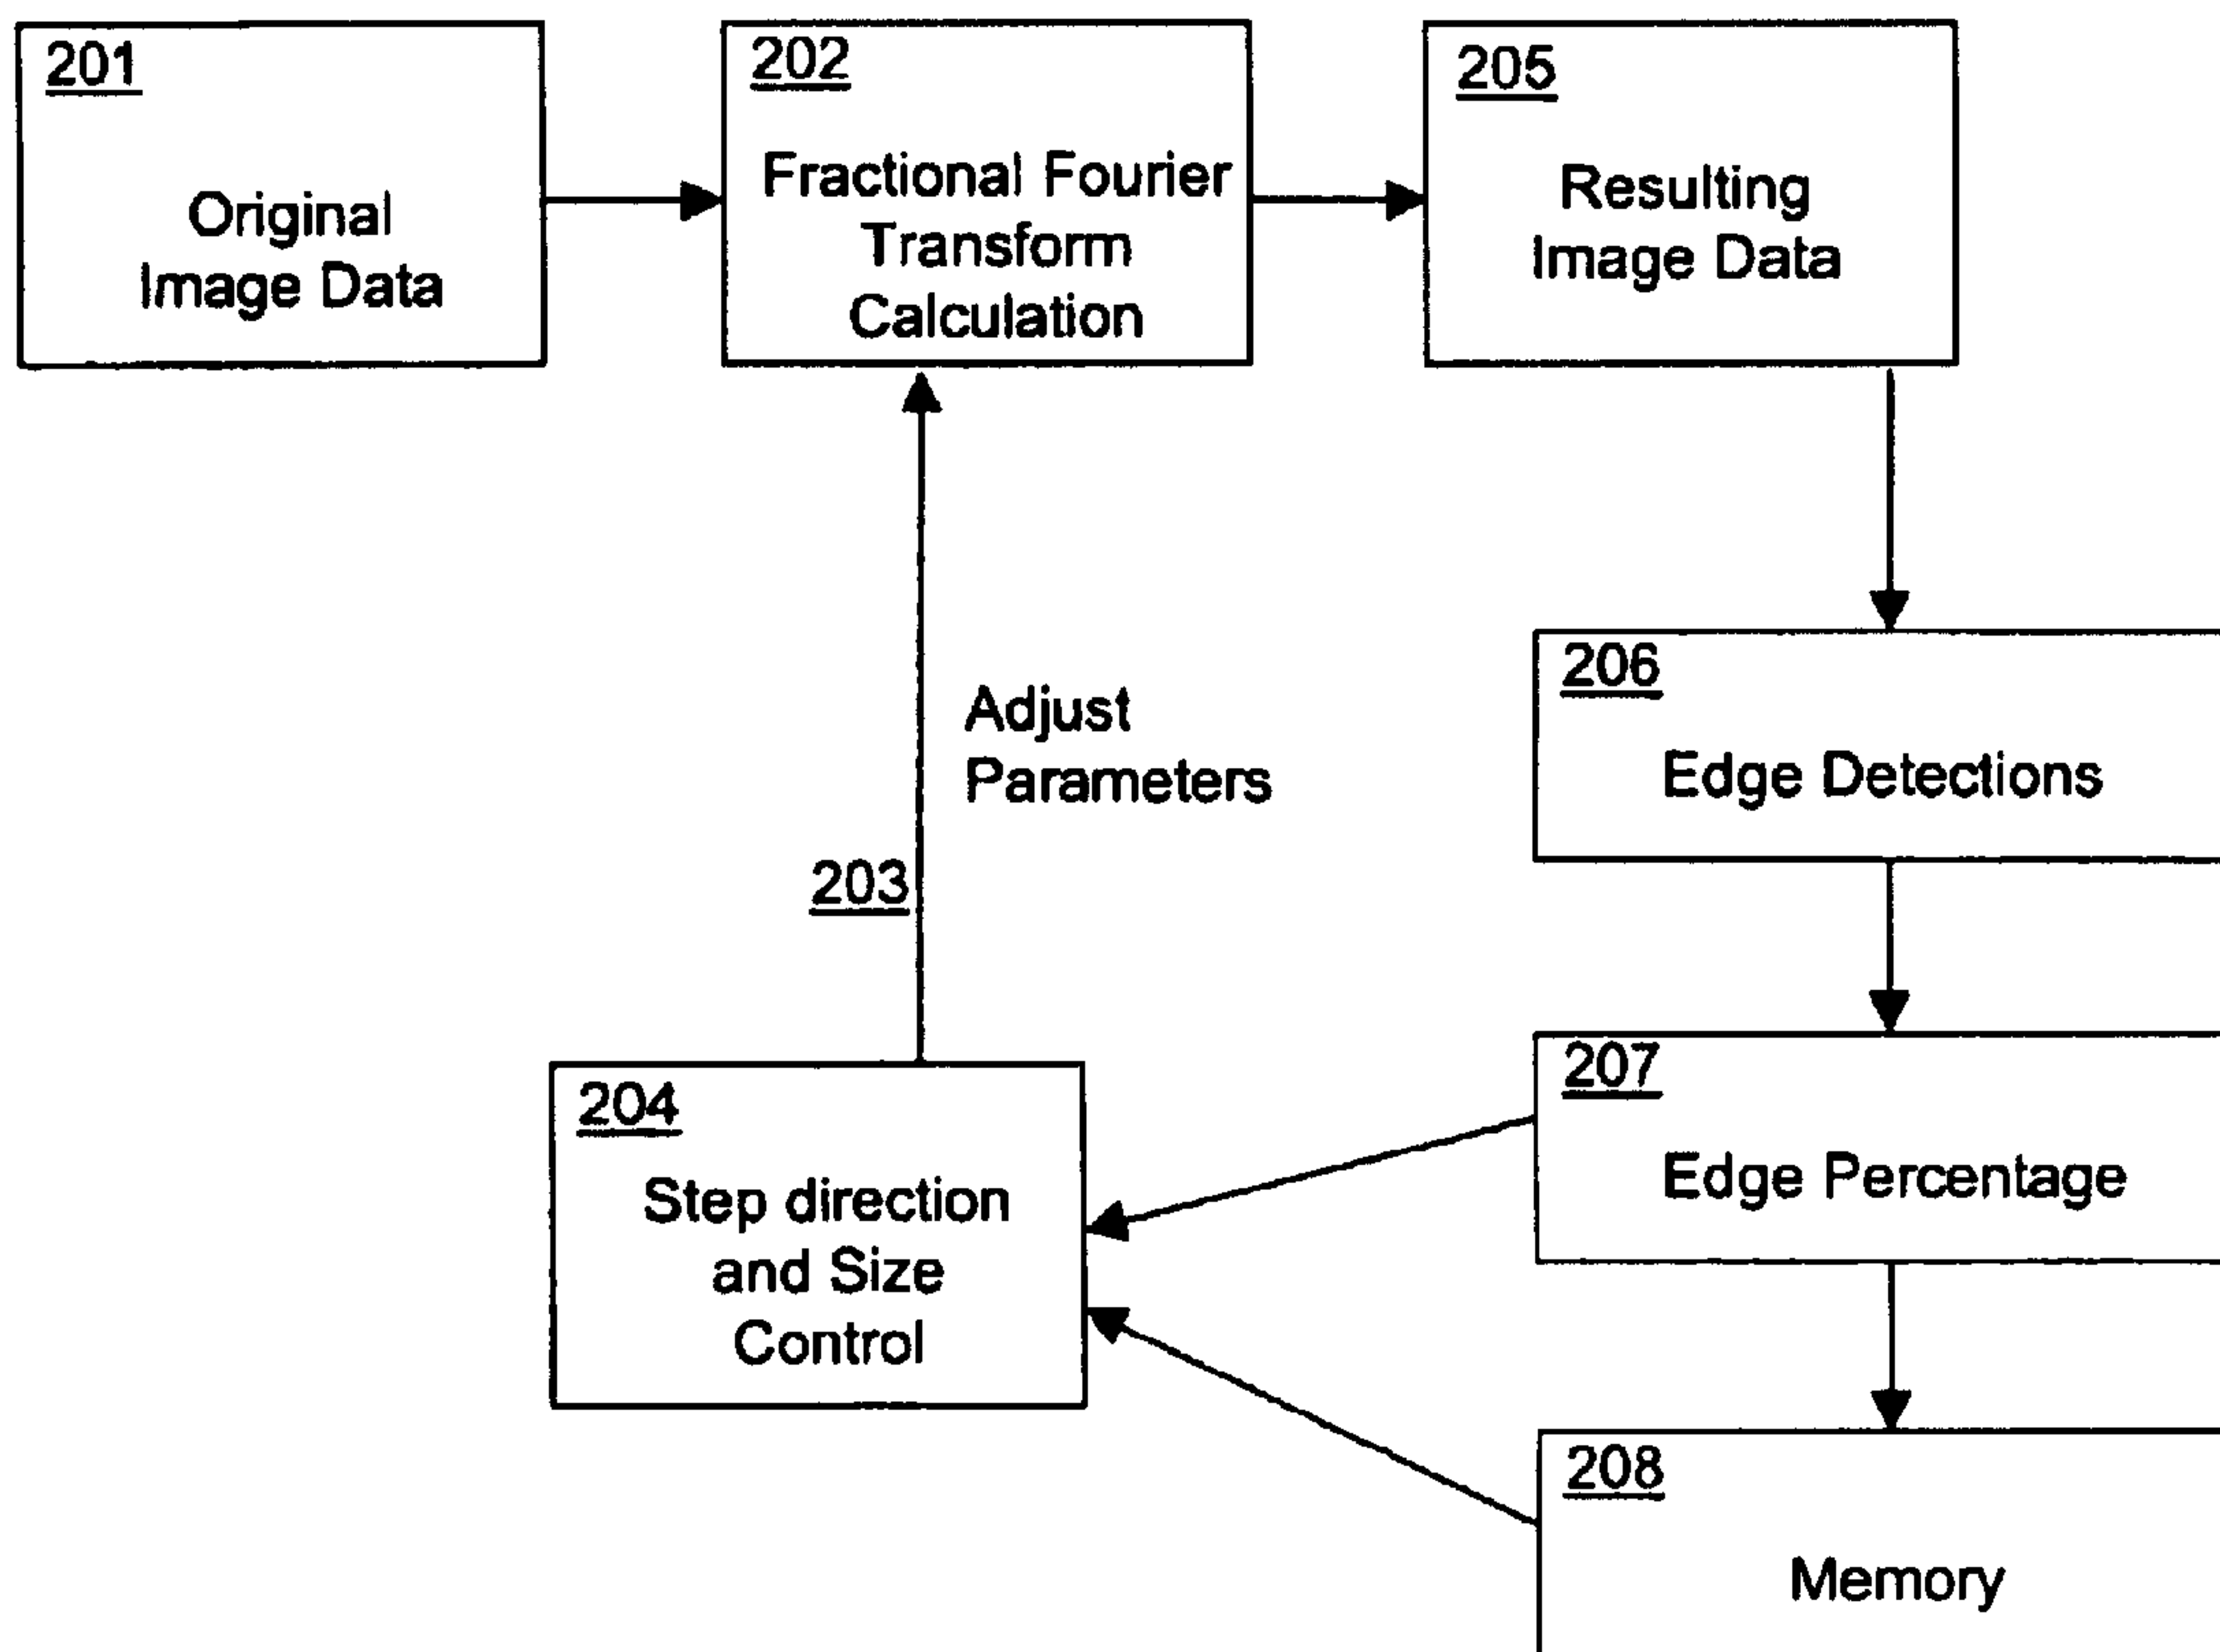 201
Original
Image Data
202
Fractional Fourier
Transform
Calculation
205
Resulting
Image Data
206
Edge Detections
Adjust
Parameters
203
207
Edge Percentage
204
Step direction
and Size
Control
208
Memory